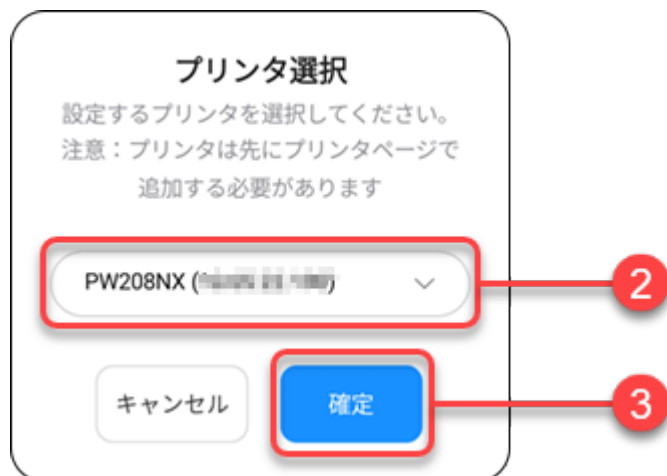 プリンタ選択
設定するプリンタを選択してください。
注意：プリンタは先にプリンタページで
追加する必要があります
PW208NX (
2
キャンセル
確定
3